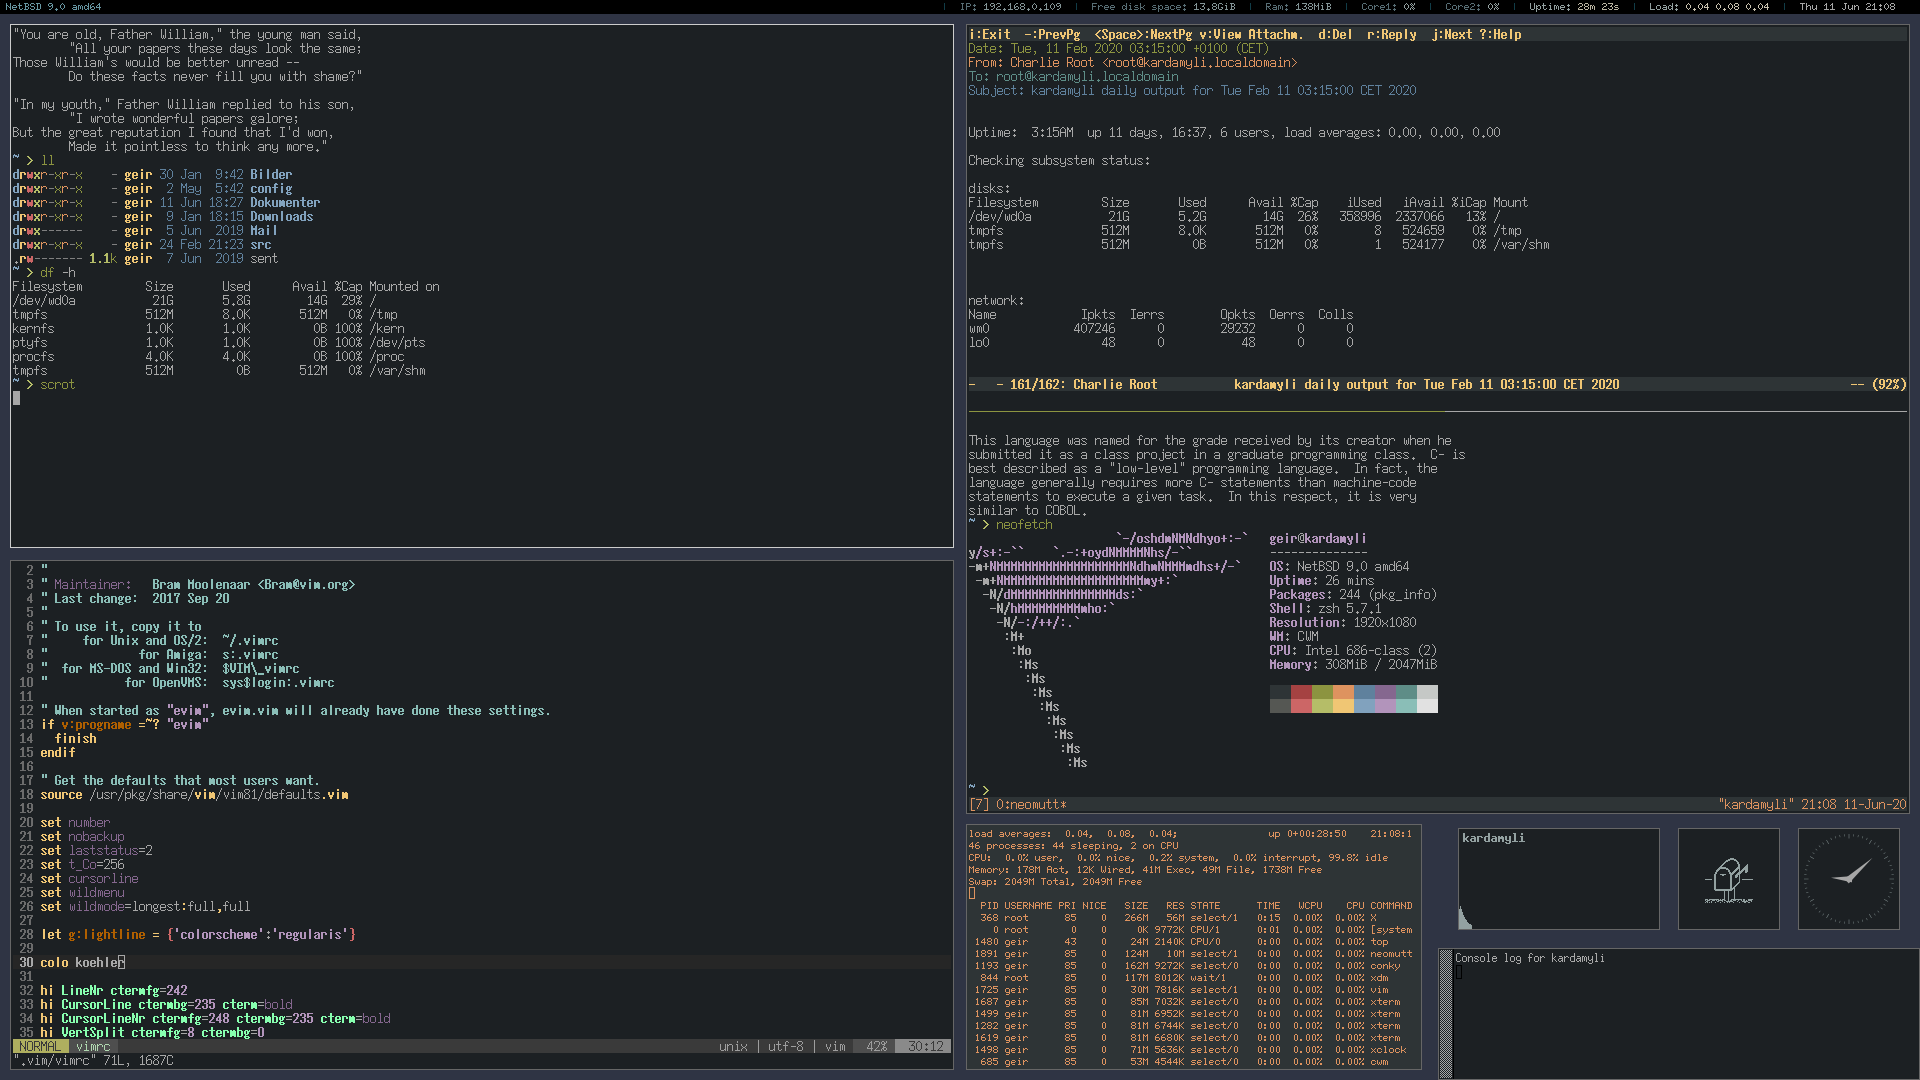 NetBSD 9.0 amd64 | IP: 192.168.0.109 | Free disk space: 13.8GiB | Ram: 138MiB | Core1: 0% | Core2: 0% | Uptime: 28m 23s | Load: 0.04 0.08 0.04 | Thu 11 Jun 21:08
"You are old, Father William," the young man said,
"All your papers these days look the same;
Those William's would be better unread --
Do these facts never fill you with shame?"
"In my youth," Father William replied to his son,
"I wrote wonderful papers galore;
But the great reputation I found that I'd won,
Made it pointless to think any more."
~ > ll
drwxr-xr-x - geir 30 Jan 9:42 Bilder
drwxr-xr-x - geir 2 May 5:42 config
drwxr-xr-x - geir 11 Jun 18:27 Dokumenter
drwxr-xr-x - geir 9 Jan 18:15 Downloads
drwx------ - geir 5 Jun 2019 Mail
drwxr-xr-x - geir 24 Feb 21:23 src
.rw------- 1.1k geir 7 Jun 2019 sent
~ > df -h
Filesystem Size Used Avail %Cap Mounted on
/dev/wd0a 21G 5.8G 14G 29% /
tmpfs 512M 8.0K 512M 0% /tmp
kernfs 1.0K 1.0K 0B 100% /kern
ptyfs 1.0K 1.0K 0B 100% /dev/pts
procfs 4.0K 4.0K 0B 100% /proc
tmpfs 512M 0B 512M 0% /var/shm
~ > scrot
2 "
3 " Maintainer: Bram Moolenaar <Bram@vim.org>
4 " Last change: 2017 Sep 20
5 "
6 " To use it, copy it to
7 " for Unix and OS/2: ~/.vimrc
8 " for Amiga: s:.vimrc
9 " for MS-DOS and Win32: $VIM\_vimrc
10 " for OpenVMS: sys$login:.vimrc
11
12 " When started as "evim", evim.vim will already have done these settings.
13 if v:progname =~? "evim"
14 finish
15 endif
16
17 " Get the defaults that most users want.
18 source /usr/pkg/share/vim/vim81/defaults.vim
19
20 set number
21 set nobackup
22 set laststatus=2
23 set t_Co=256
24 set cursorline
25 set wildmenu
26 set wildmode=longest:full,full
27
28 let g:lightline = {'colorscheme':'regularis'}
29
30 colo koehler
31
32 hi LineNr ctermfg=242
33 hi CursorLine ctermbg=235 cterm=bold
34 hi CursorLineNr ctermfg=248 ctermbg=235 cterm=bold
35 hi VertSplit ctermfg=8 ctermbg=0
NORMAL vimrc unix | utf-8 | vim 42% 30:12
".vim/vimrc" 71L, 1687C
i:Exit -:PrevPg <Space>:NextPg v:View Attachm. d:Del r:Reply j:Next ?:Help
Date: Tue, 11 Feb 2020 03:15:00 +0100 (CET)
From: Charlie Root <root@kardamyli.localdomain>
To: root@kardamyli.localdomain
Subject: kardamyli daily output for Tue Feb 11 03:15:00 CET 2020
Uptime: 3:15AM up 11 days, 16:37, 6 users, load averages: 0.00, 0.00, 0.00
Checking subsystem status:
disks:
Filesystem Size Used Avail %Cap iUsed iAvail %iCap Mount
/dev/wd0a 21G 5.2G 14G 26% 358996 2337066 13% /
tmpfs 512M 8.0K 512M 0% 8 524659 0% /tmp
tmpfs 512M 0B 512M 0% 1 524177 0% /var/shm
network:
Name Ipkts Ierrs Opkts Oerrs Colls
wm0 407246 0 29232 0 0
lo0 48 0 48 0 0
- - 161/162: Charlie Root kardamyli daily output for Tue Feb 11 03:15:00 CET 2020 -- (92%)
This language was named for the grade received by its creator when he
submitted it as a class project in a graduate programming class. C- is
best described as a "low-level" programming language. In fact, the
language generally requires more C- statements than machine-code
statements to execute a given task. In this respect, it is very
similar to COBOL.
~ > neofetch
`-/oshdmNMNdhyo+:-` geir@kardamyli
y/s+:-`` `.-:+oydNMMMMNhs/-`` --------------
-m+NMMMMMMMMMMMMMMMMMMMNdhmNMMMmdhs+/-` OS: NetBSD 9.0 amd64
-m+NMMMMMMMMMMMMMMMMMMMMmy+:` Uptime: 26 mins
-N/dMMMMMMMMMMMMMMMds:` Packages: 244 (pkg_info)
-N/hMMMMMMMMMmho:` Shell: zsh 5.7.1
-N/-:/++/:.` Resolution: 1920x1080
:M+ WM: CWM
:Mo CPU: Intel 686-class (2)
:Ms Memory: 308MiB / 2047MiB
:Ms
:Ms
:Ms
:Ms
:Ms
:Ms
:Ms
~ >
[7] 0:neomutt* "kardamyli" 21:08 11-Jun-20
load averages: 0.04, 0.08, 0.04; up 0+00:28:50 21:08:1
46 processes: 44 sleeping, 2 on CPU
CPU: 0.0% user, 0.0% nice, 0.2% system, 0.0% interrupt, 99.8% idle
Memory: 178M Act, 12K Wired, 41M Exec, 49M File, 1738M Free
Swap: 2049M Total, 2049M Free
PID USERNAME PRI NICE SIZE RES STATE TIME WCPU CPU COMMAND
368 root 85 0 266M 56M select/1 0:15 0.00% 0.00% X
0 root 0 0 0K 9772K CPU/1 0:01 0.00% 0.00% [system
1480 geir 43 0 24M 2140K CPU/0 0:00 0.00% 0.00% top
1891 geir 85 0 124M 10M select/1 0:00 0.00% 0.00% neomutt
1193 geir 85 0 162M 9272K select/0 0:00 0.00% 0.00% conky
844 root 85 0 117M 8012K wait/1 0:00 0.00% 0.00% xdm
1725 geir 85 0 30M 7816K select/1 0:00 0.00% 0.00% vim
1687 geir 85 0 85M 7032K select/0 0:00 0.00% 0.00% xterm
1499 geir 85 0 81M 6952K select/0 0:00 0.00% 0.00% xterm
1282 geir 85 0 81M 6744K select/0 0:00 0.00% 0.00% xterm
1619 geir 85 0 81M 6680K select/0 0:00 0.00% 0.00% xterm
1498 geir 85 0 71M 5636K select/0 0:00 0.00% 0.00% xclock
685 geir 85 0 53M 4544K select/0 0:00 0.00% 0.00% cwm
kardamyli
Console log for kardamyli